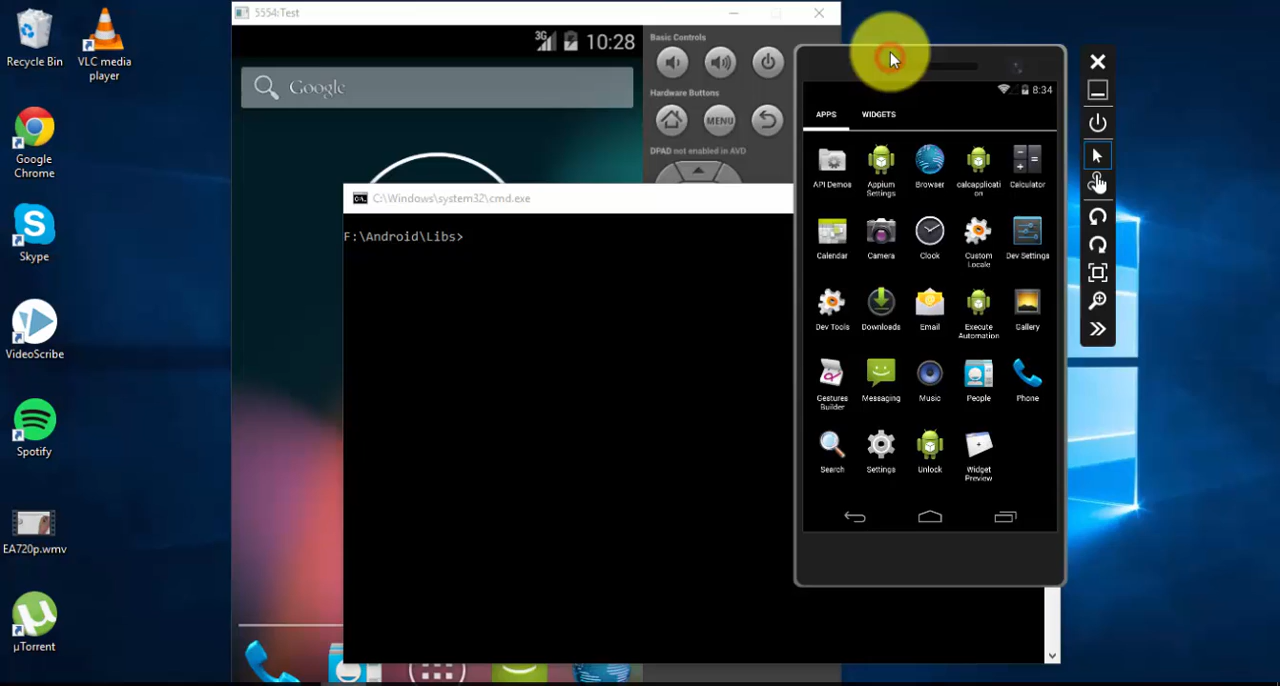 Recycle Bin
VLC media
player
Google
Chrome
Skype
VideoScribe
Spotify
EA720p.wmv
µTorrent
5554:Test
3G
10:28
Google
Basic Controls
Hardware Buttons
MENU
DPAD not enabled in AVD
C:\Windows\system32\cmd.exe
F:\Android\Libs>
8:34
APPS
WIDGETS
API Demos
Appium
Settings
Browser
calcapplicati
on
Calculator
Calendar
Camera
Clock
Custom
Locale
Dev Settings
Dev Tools
Downloads
Email
Execute
Automation
Gallery
Gestures
Builder
Messaging
Music
People
Phone
Search
Settings
Unlock
Widget
Preview